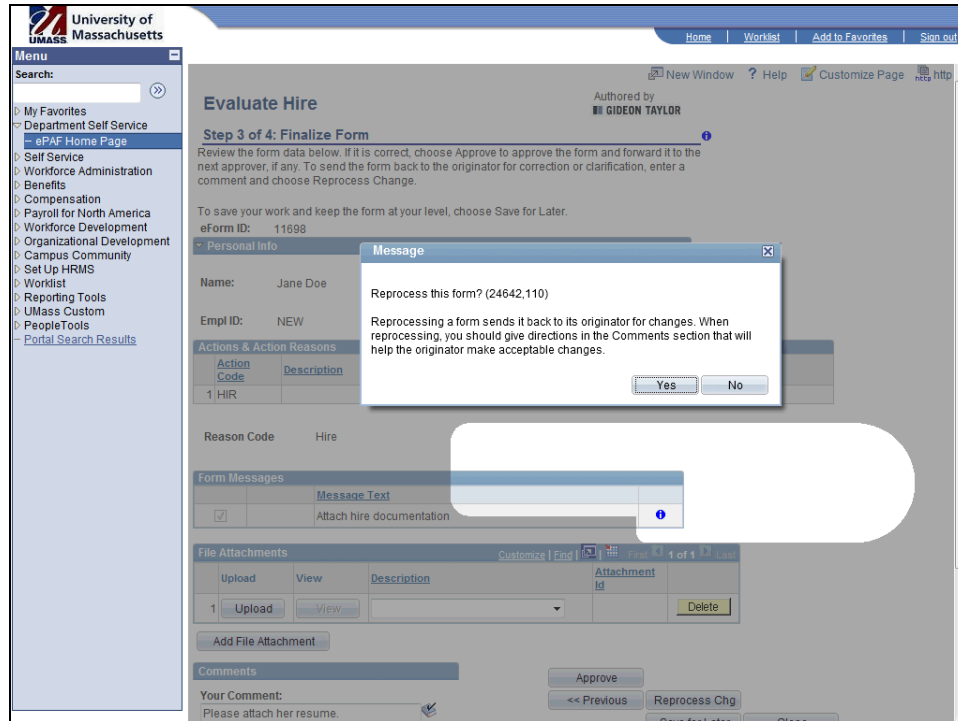 University of
Massachusetts
UMASS
Home | Worklist | Add to Favorites | Sign out
Menu
Search:
My Favorites
Department Self Service
– ePAF Home Page
Self Service
Workforce Administration
Benefits
Compensation
Payroll for North America
Workforce Development
Organizational Development
Campus Community
Set Up HRMS
Worklist
Reporting Tools
UMass Custom
PeopleTools
– Portal Search Results
New Window ? Help Customize Page http
Evaluate Hire
Authored by
GIDEON TAYLOR
Step 3 of 4: Finalize Form
Review the form data below. If it is correct, choose Approve to approve the form and forward it to the
next approver, if any. To send the form back to the originator for correction or clarification, enter a
comment and choose Reprocess Change.
To save your work and keep the form at your level, choose Save for Later.
eForm ID: 11698
Personal Info
Name: Jane Doe
Empl ID: NEW
Actions & Action Reasons
Action
Code
Description
1 HIR
Message
Reprocess this form? (24642,110)
Reprocessing a form sends it back to its originator for changes. When
reprocessing, you should give directions in the Comments section that will
help the originator make acceptable changes.
Yes No
Reason Code Hire
Form Messages
Message Text
Attach hire documentation
File Attachments Customize | Find | First 1 of 1 Last
Upload View Description Attachment
Id
1 Upload View Delete
Add File Attachment
Comments
Your Comment:
Please attach her resume.
Approve
<< Previous Reprocess Chg
Save for Later Close